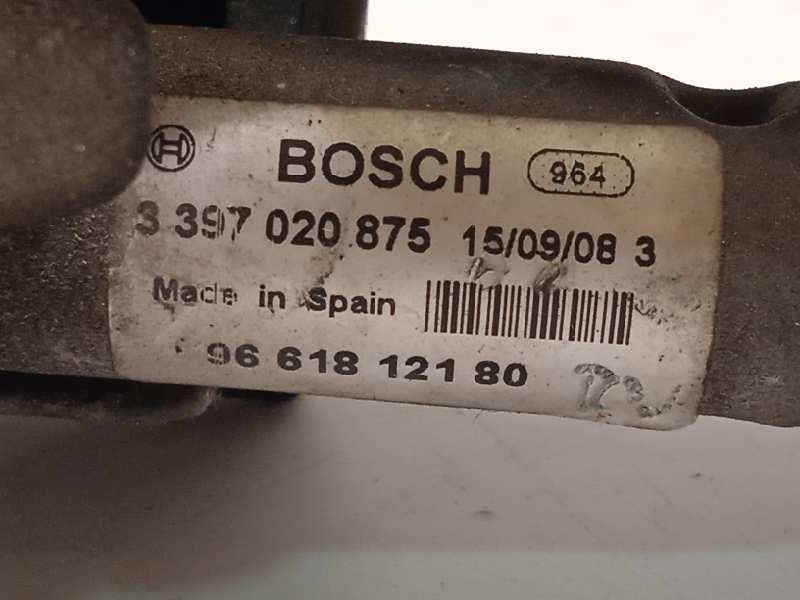 BOSCH 964
3 397 020 875 15/09/08 3
Made in Spain
96 618 121 80